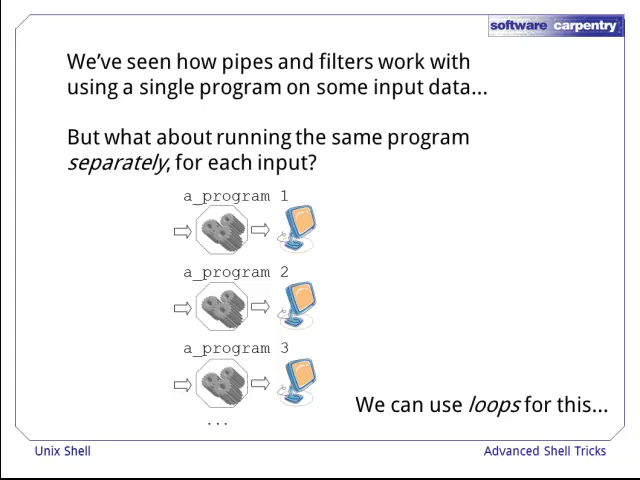 software carpentry
We've seen how pipes and filters work with
using a single program on some input data...
But what about running the same program
separately, for each input?
a_program 1
a_program 2
a_program 3
...
We can use loops for this...
Unix Shell
Advanced Shell Tricks